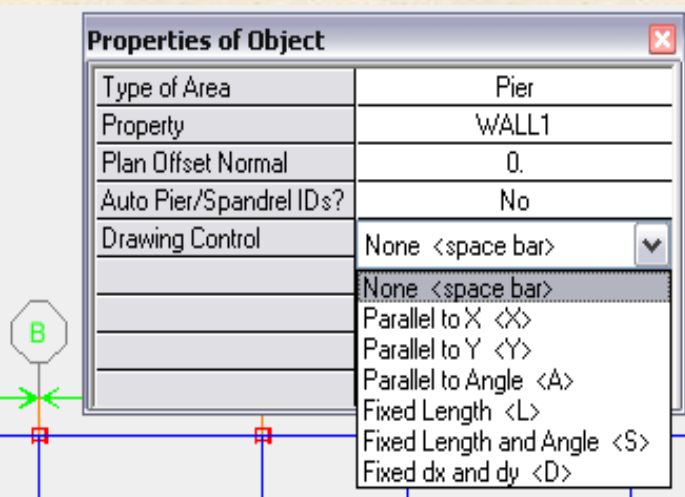 Properties of Object
Type of Area Pier
Property WALL1
Plan Offset Normal 0.
Auto Pier/Spandrel IDs? No
Drawing Control None <space bar>
None <space bar>
Parallel to X <X>
Parallel to Y <Y>
Parallel to Angle <A>
Fixed Length <L>
Fixed Length and Angle <S>
Fixed dx and dy <D>
B